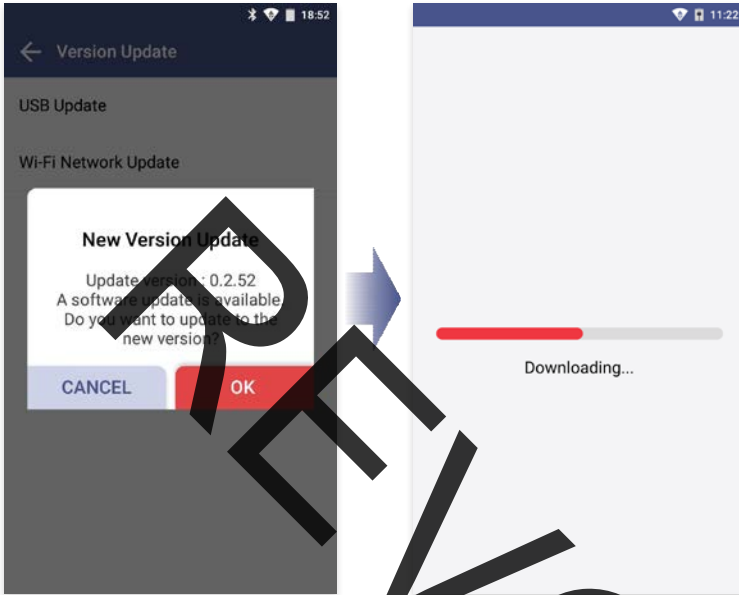 18:52
Version Update
USB Update
Wi-Fi Network Update
New Version Update
Update version : 0.2.52
A software update is available.
Do you want to update to the
new version?
CANCEL
OK
11:22
Downloading...
REV